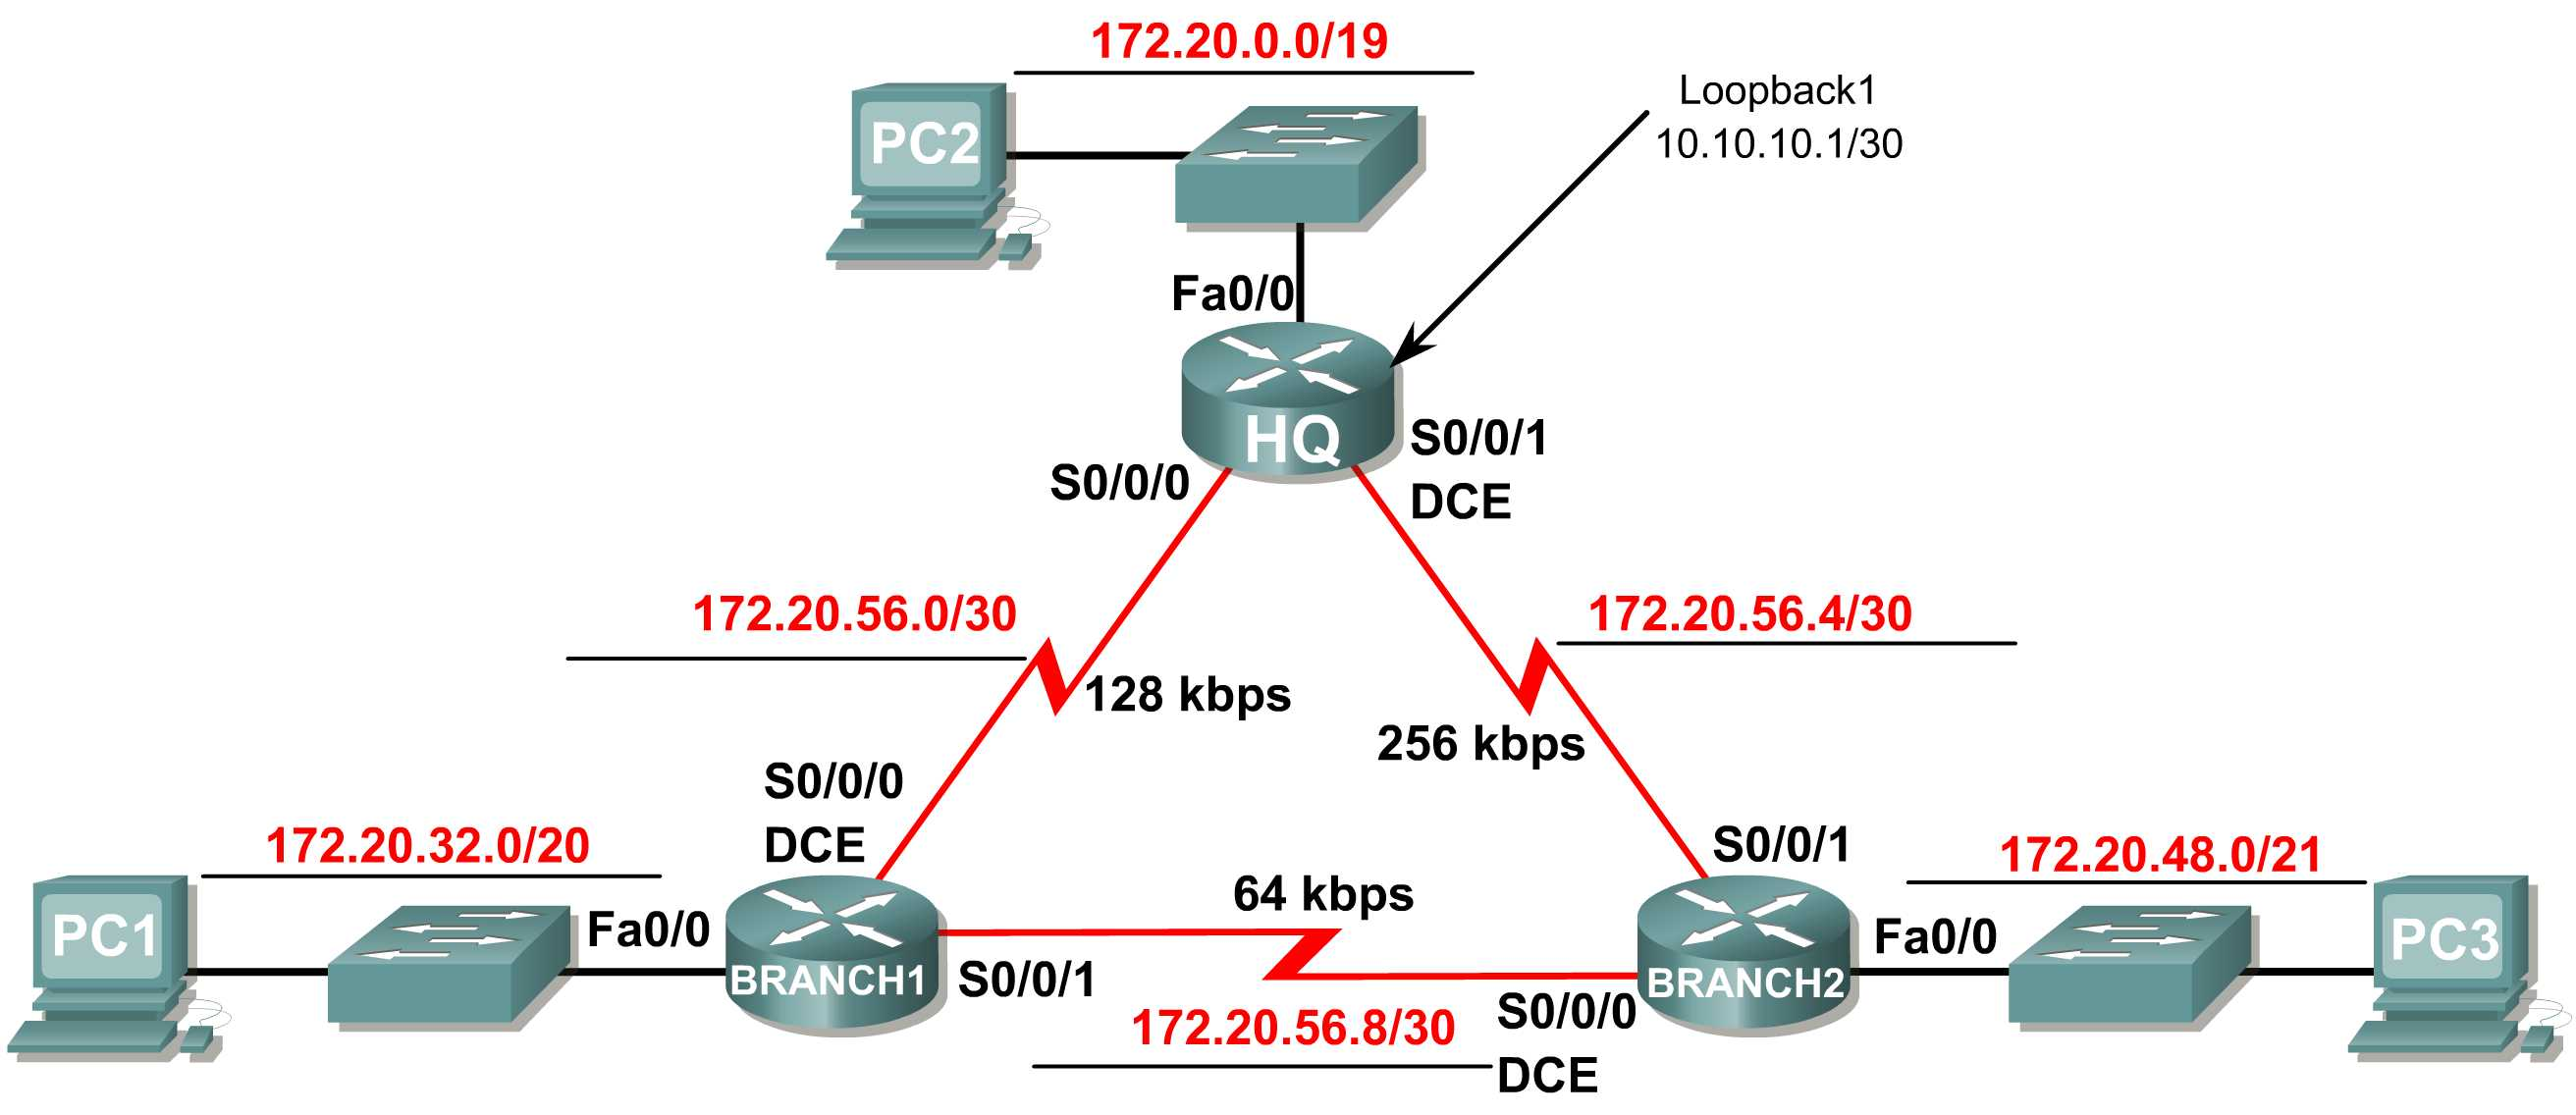 172.20.0.0/19
Loopback1
10.10.10.1/30
PC2
Fa0/0
HQ
S0/0/1
DCE
S0/0/0
172.20.56.0/30
172.20.56.4/30
128 kbps
256 kbps
S0/0/0
DCE
172.20.32.0/20
S0/0/1
172.20.48.0/21
64 kbps
PC1
Fa0/0
BRANCH1
S0/0/1
BRANCH2
Fa0/0
PC3
172.20.56.8/30
S0/0/0
DCE